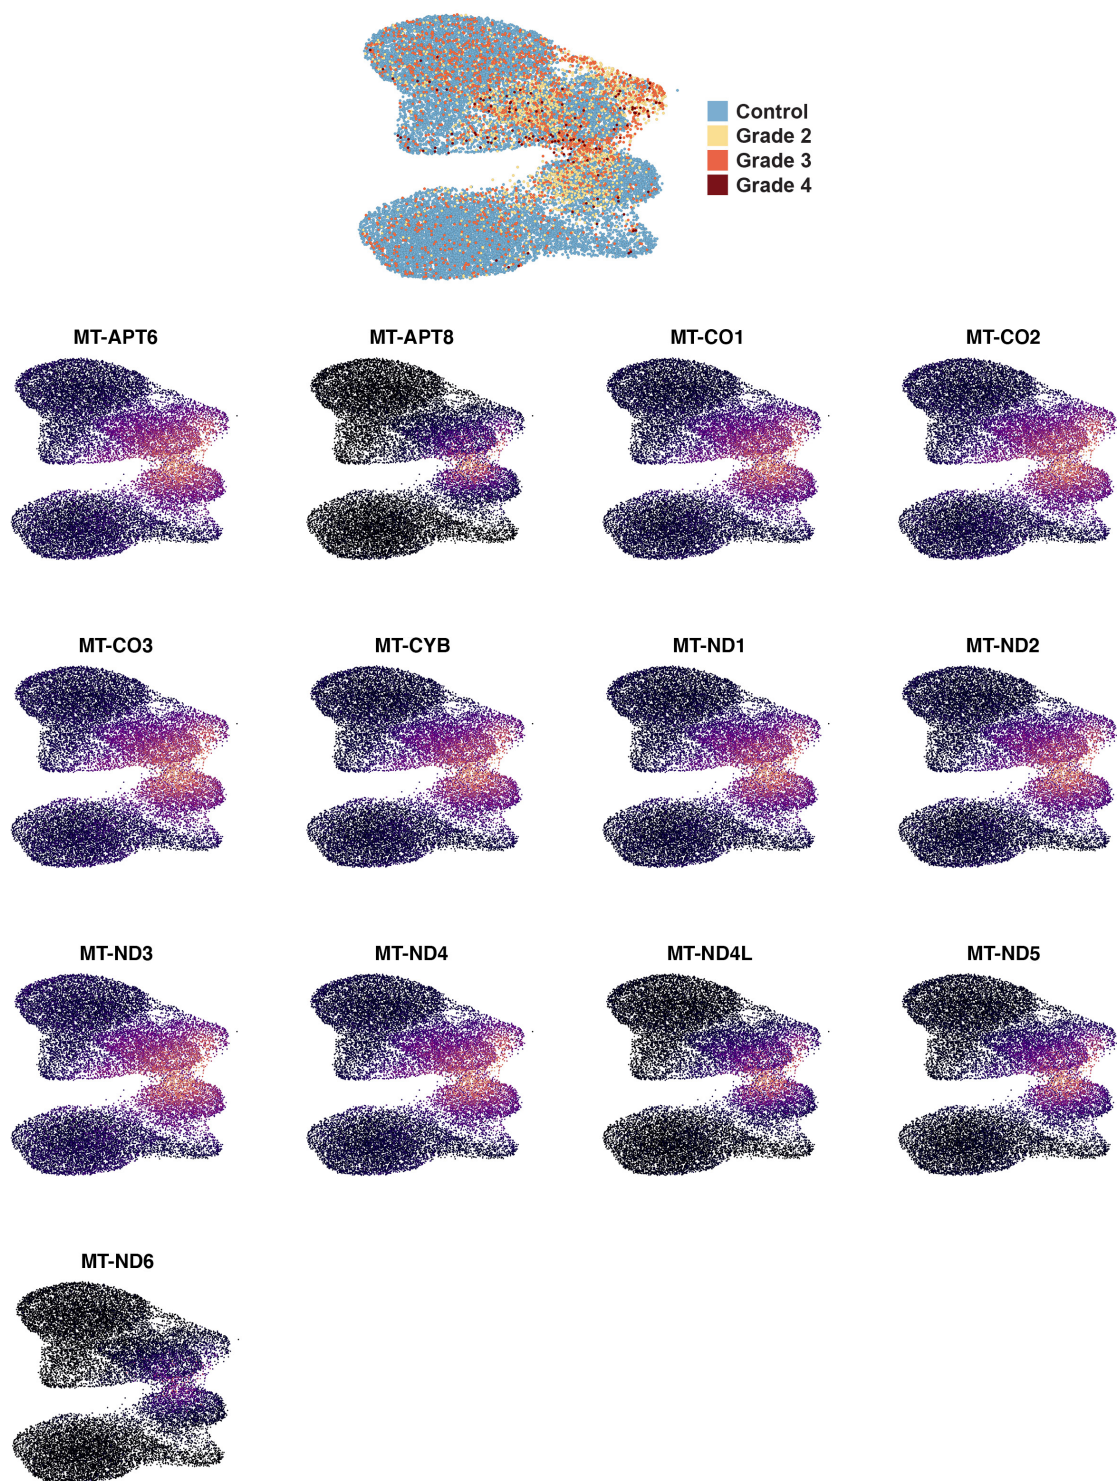 Control
Grade 2
Grade 3
Grade 4
MT-APT6
MT-APT8
MT-CO1
MT-CO2
MT-CO3
MT-CYB
MT-ND1
MT-ND2
MT-ND3
MT-ND4
MT-ND4L
MT-ND5
MT-ND6